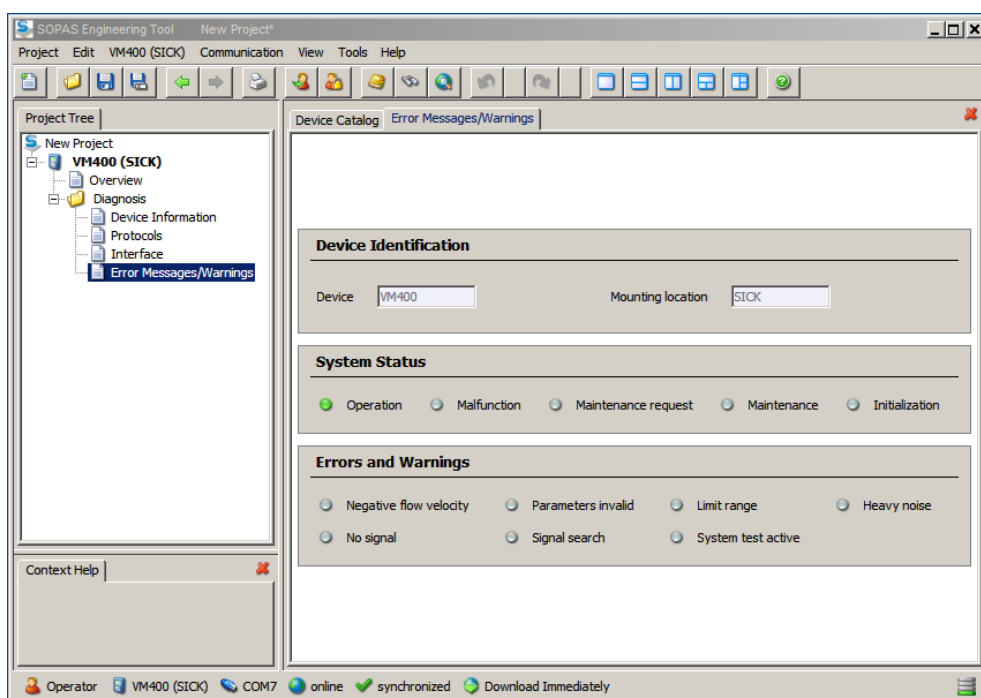 SOPAS Engineering Tool New Project*
Project Edit VM400 (SICK) Communication View Tools Help
Project Tree
New Project
VM400 (SICK)
Overview
Diagnosis
Device Information
Protocols
Interface
Error Messages/Warnings
Context Help
Device Catalog Error Messages/Warnings
Device Identification
Device VM400 Mounting location SICK
System Status
Operation Malfunction Maintenance request Maintenance Initialization
Errors and Warnings
Negative flow velocity Parameters invalid Limit range Heavy noise
No signal Signal search System test active
Operator VM400 (SICK) COM7 online synchronized Download Immediately